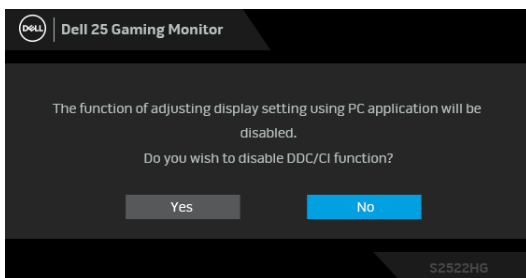 DELL Dell 25 Gaming Monitor
The function of adjusting display setting using PC application will be
disabled.
Do you wish to disable DDC/CI function?
Yes No
S2522HG